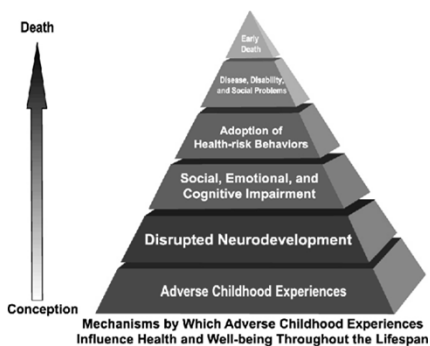 Death
Early
Death
Disease, Disability,
and Social Problems
Adoption of
Health-risk Behaviors
Social, Emotional, and
Cognitive Impairment
Disrupted Neurodevelopment
Adverse Childhood Experiences
Conception
Mechanisms by Which Adverse Childhood Experiences
Influence Health and Well-being Throughout the Lifespan